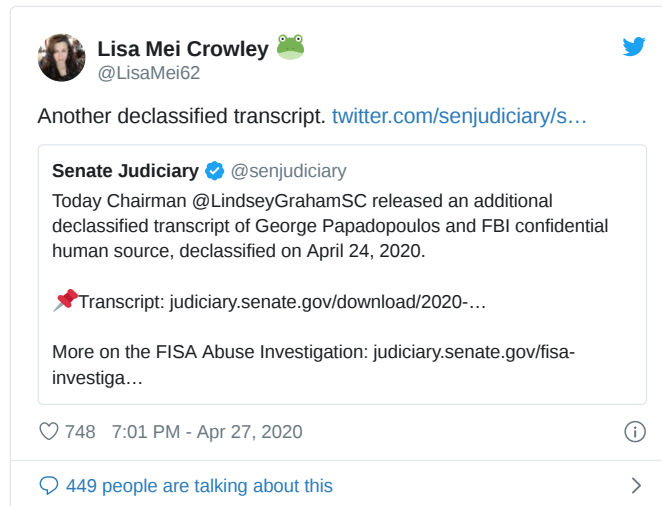 Lisa Mei Crowley 🐸
@LisaMei62
Another declassified transcript. twitter.com/senjudiciary/s…
Senate Judiciary @senjudiciary
Today Chairman @LindseyGrahamSC released an additional
declassified transcript of George Papadopoulos and FBI confidential
human source, declassified on April 24, 2020.
📌Transcript: judiciary.senate.gov/download/2020-…
More on the FISA Abuse Investigation: judiciary.senate.gov/fisa-
investiga…
748 7:01 PM - Apr 27, 2020
449 people are talking about this